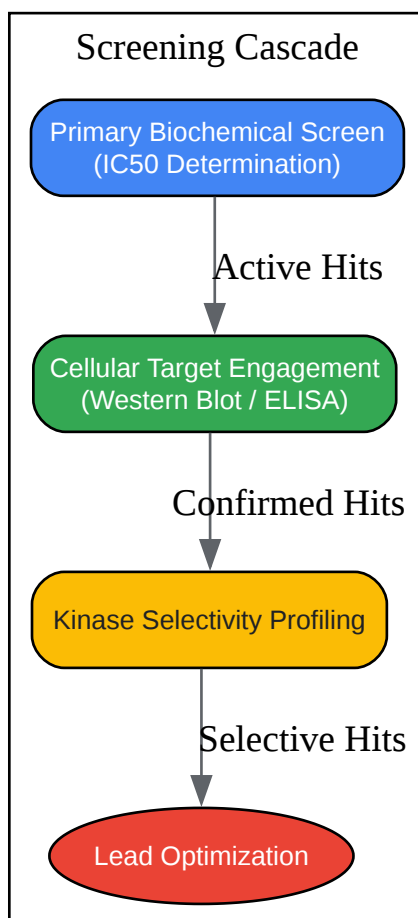 Screening Cascade
Primary Biochemical Screen
(IC50 Determination)
Active Hits
Cellular Target Engagement
(Western Blot / ELISA)
Confirmed Hits
Kinase Selectivity Profiling
Selective Hits
Lead Optimization